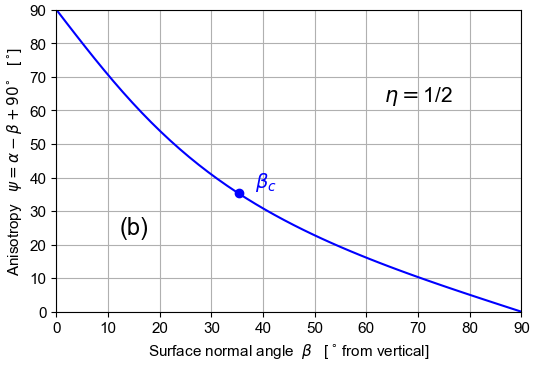 90
80
70
60
50
40
30
20
10
0
Anisotropy ψ = α − β + 90° [°]
η = 1/2
β_c
(b)
0 10 20 30 40 50 60 70 80 90
Surface normal angle β [° from vertical]